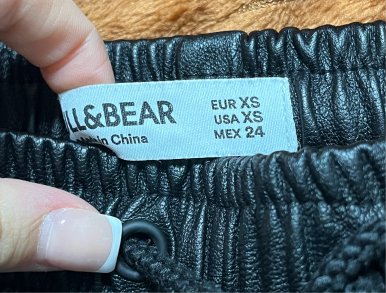 LL&BEAR
in China
EUR XS
USA XS
MEX 24